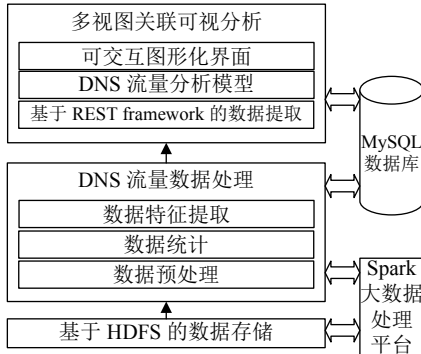 多视图关联可视分析
可交互图形化界面
DNS 流量分析模型
基于 REST framework 的数据提取
MySQL
数据库
DNS 流量数据处理
数据特征提取
数据统计
数据预处理
Spark
大数据
处理
平台
基于 HDFS 的数据存储